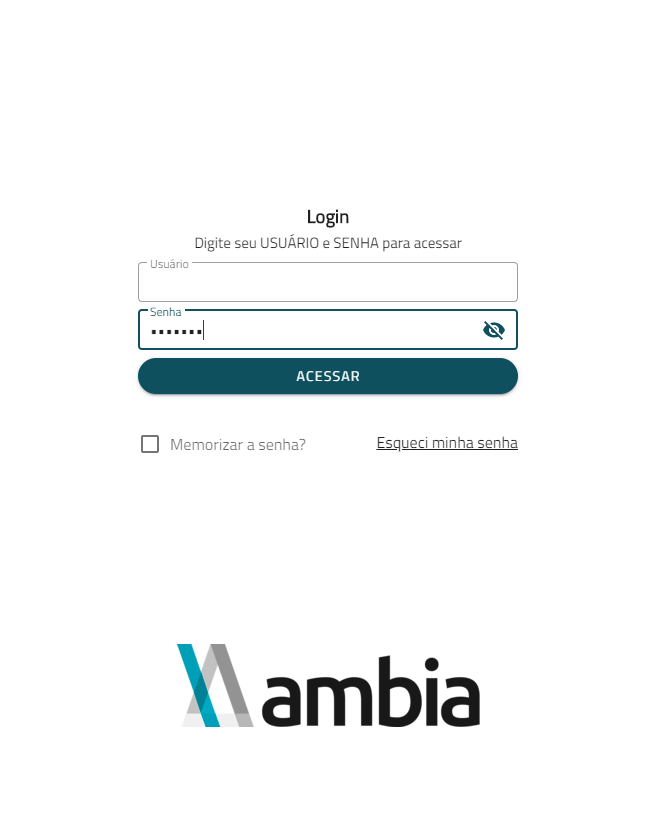 Login
Digite seu USUÁRIO e SENHA para acessar
Usuário
Senha
•••••••
ACESSAR
Memorizar a senha?
Esqueci minha senha
ambia